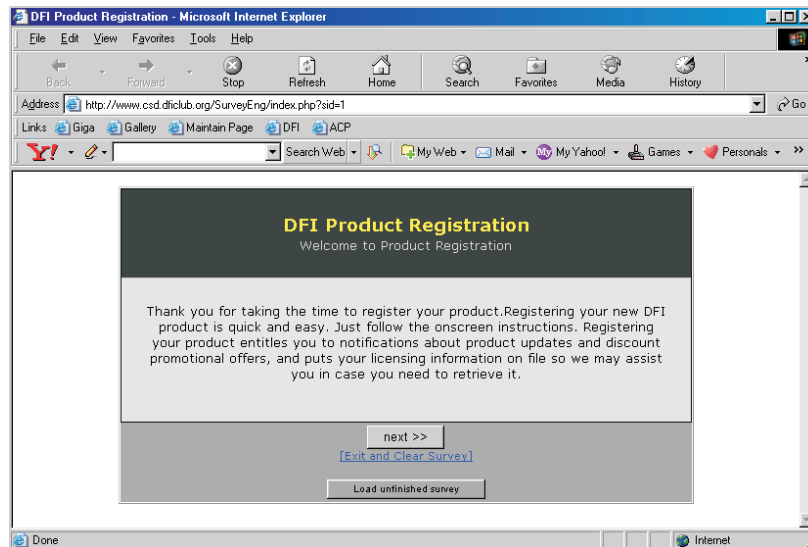 DFI Product Registration - Microsoft Internet Explorer
File Edit View Favorites Tools Help
Back Forward Stop Refresh Home Search Favorites Media History
Address http://www.csd.dficlub.org/SurveyEng/index.php?sid=1 Go
Links Giga Gallery Maintain Page DFI ACP
Y! Search Web My Web Mail My My Yahoo! Games Personals »
DFI Product Registration
Welcome to Product Registration
Thank you for taking the time to register your product.Registering your new DFI
product is quick and easy. Just follow the onscreen instructions. Registering
your product entitles you to notifications about product updates and discount
promotional offers, and puts your licensing information on file so we may assist
you in case you need to retrieve it.
next >>
[Exit and Clear Survey]
Load unfinished survey
Done Internet